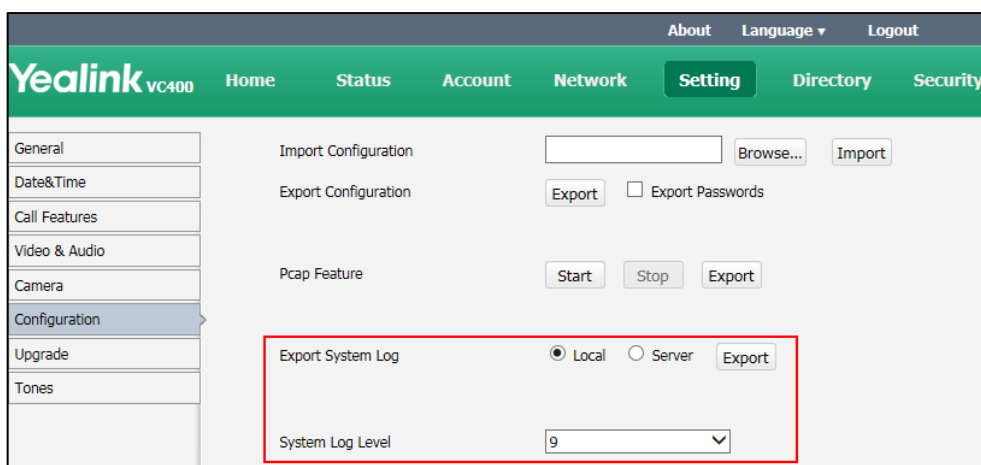 About Language ▾ Logout
Yealink VC400 Home Status Account Network Setting Directory Security
General
Date&Time
Call Features
Video & Audio
Camera
Configuration
Upgrade
Tones
Import Configuration Browse... Import
Export Configuration Export Export Passwords
Pcap Feature Start Stop Export
Export System Log Local Server Export
System Log Level 9